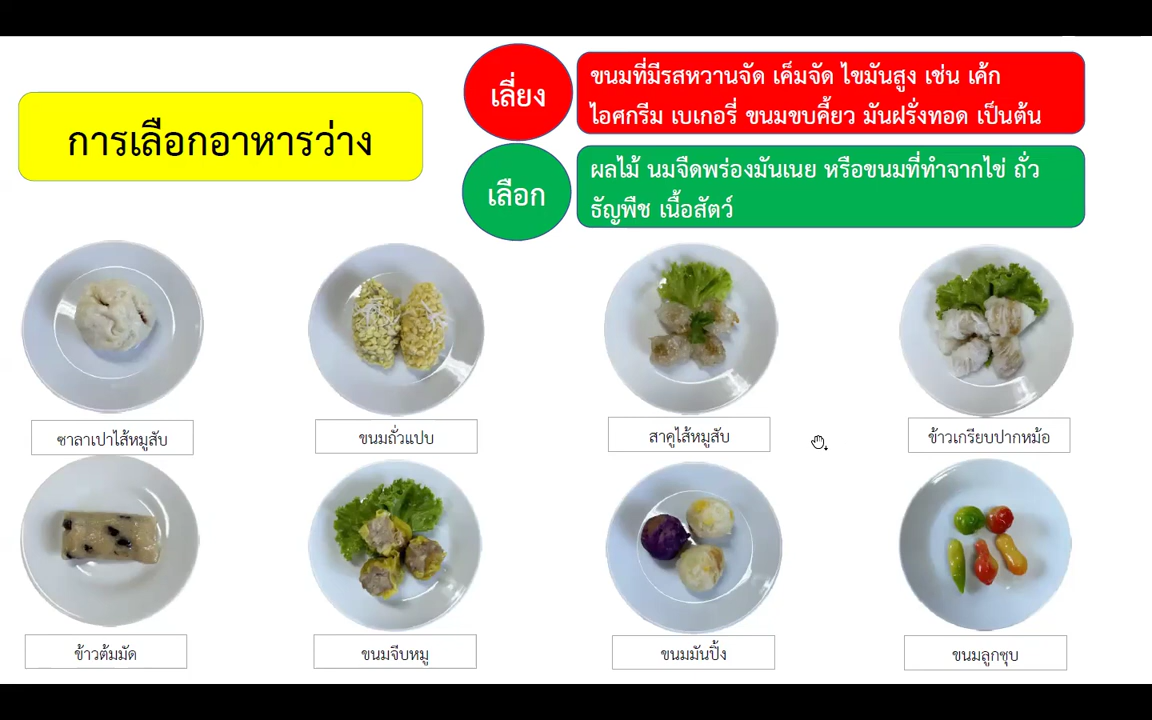 การเลือกอาหารว่าง
เลี่ยง
ขนมที่มีรสหวานจัด เค็มจัด ไขมันสูง เช่น เค้ก
ไอศกรีม เบเกอรี่ ขนมขบคี้ยว มันฝรั่งทอด เป็นต้น
เลือก
ผลไม้ นมจืดพร่องมันเนย หรือขนมที่ทำจากไข่ ถั่ว
ธัญพืช เนื้อสัตว์
ซาลาเปาไส้หมูสับ
ขนมถั่วแปบ
สาคูไส้หมูสับ
ข้าวเกรียบปากหม้อ
ข้าวต้มมัด
ขนมจีบหมู
ขนมมันปิ้ง
ขนมลูกชุบ